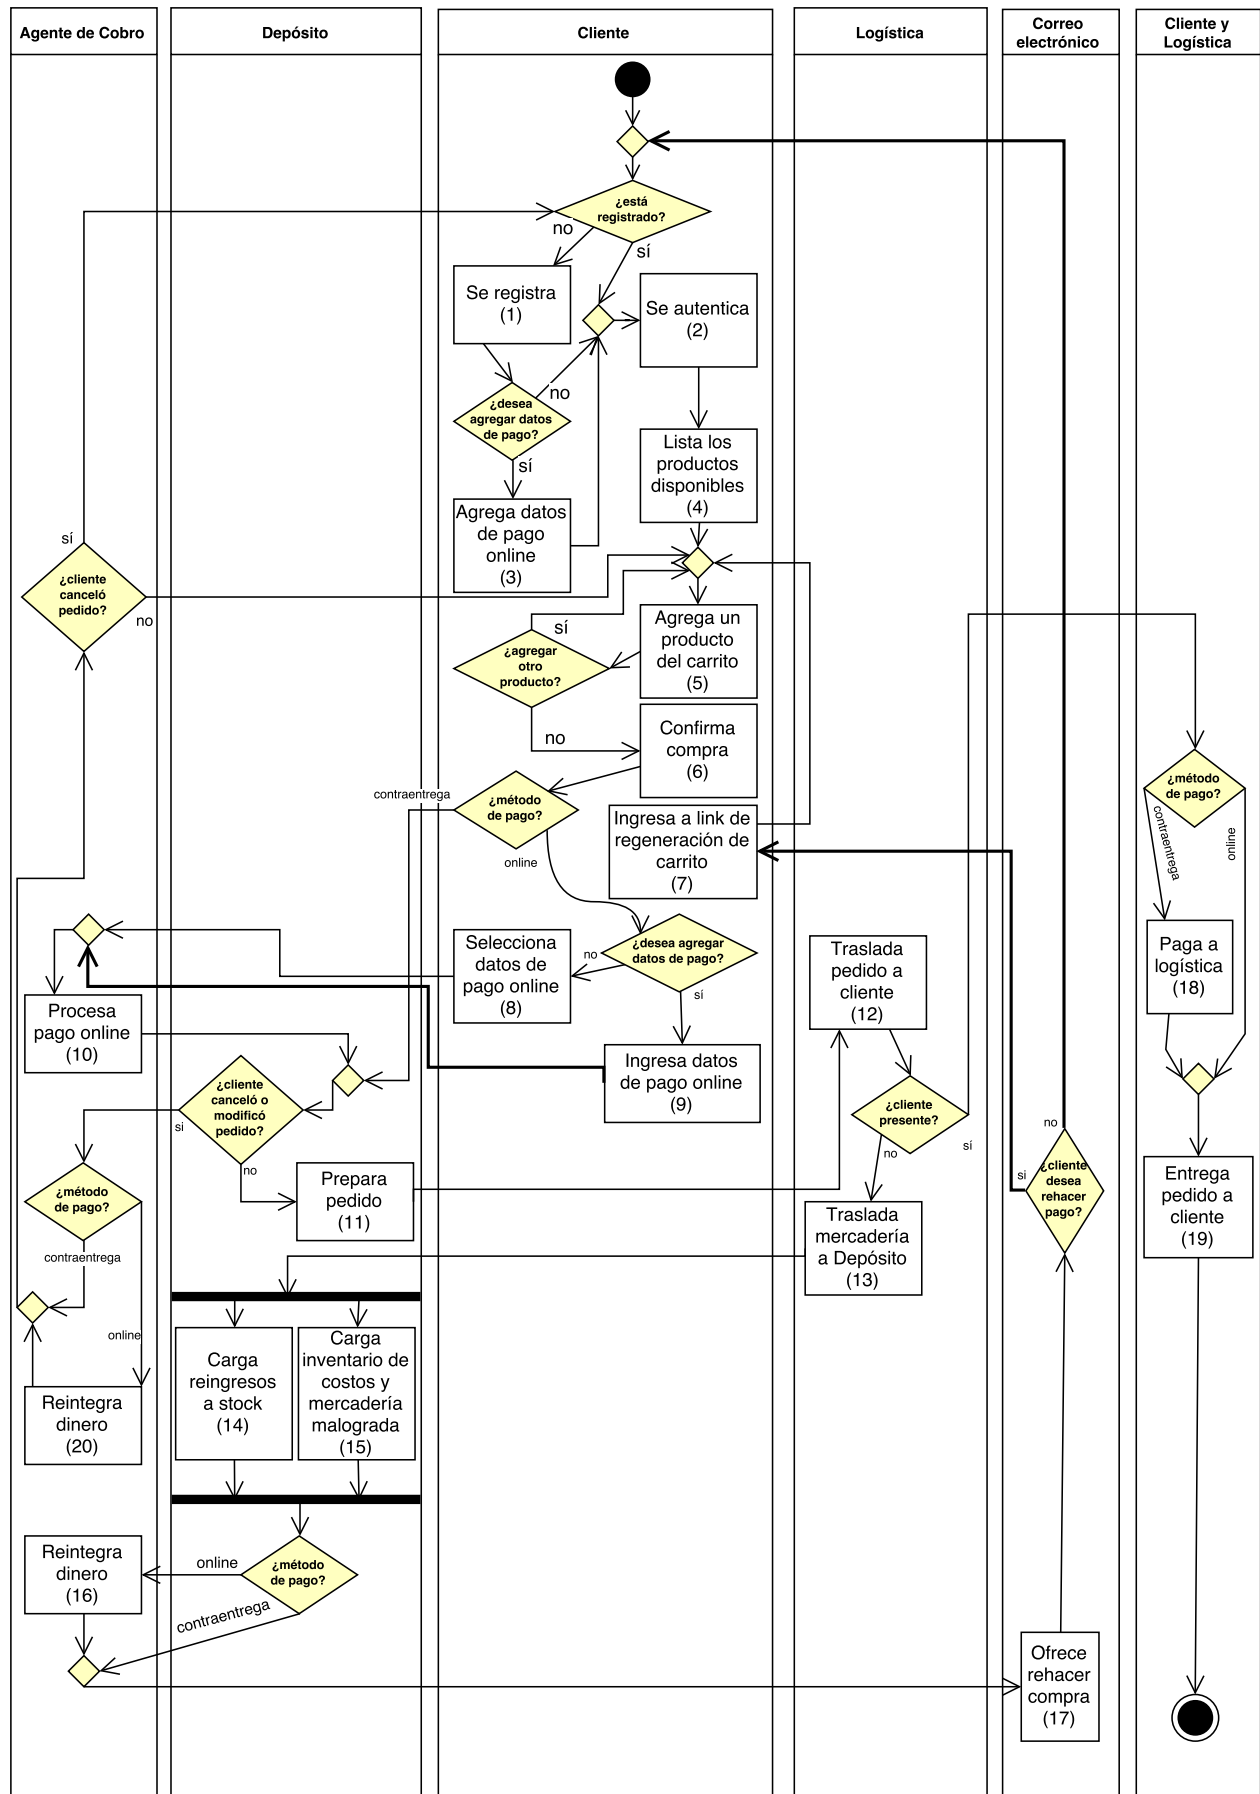 Agente de Cobro
Depósito
Cliente
Logística
Correo
electrónico
Cliente y
Logística
¿está
registrado?
no
sí
Se registra
(1)
Se autentica
(2)
¿desea
agregar datos
de pago?
no
sí
Lista los
productos
disponibles
(4)
Agrega datos
de pago
online
(3)
sí
¿cliente
canceló
pedido?
no
Agrega un
producto
del carrito
(5)
sí
¿agregar
otro
producto?
no
Confirma
compra
(6)
¿método
de pago?
contraentrega
online
Ingresa a link de
regeneración de
carrito
(7)
¿método
de pago?
contraentrega
online
¿desea agregar
datos de pago?
no
sí
Selecciona
datos de
pago online
(8)
Traslada
pedido a
cliente
(12)
Paga a
logística
(18)
Procesa
pago online
(10)
Ingresa datos
de pago online
(9)
¿cliente
canceló o
modificó
pedido?
si
no
¿cliente
presente?
sí
no
no
si
¿cliente
desea
rehacer
pago?
Prepara
pedido
(11)
¿método
de pago?
contraentrega
online
Entrega
pedido a
cliente
(19)
Traslada
mercadería
a Depósito
(13)
Carga
reingresos
a stock
(14)
Carga
inventario de
costos y
mercadería
malograda
(15)
Reintegra
dinero
(20)
Reintegra
dinero
(16)
online
¿método
de pago?
contraentrega
Ofrece
rehacer
compra
(17)